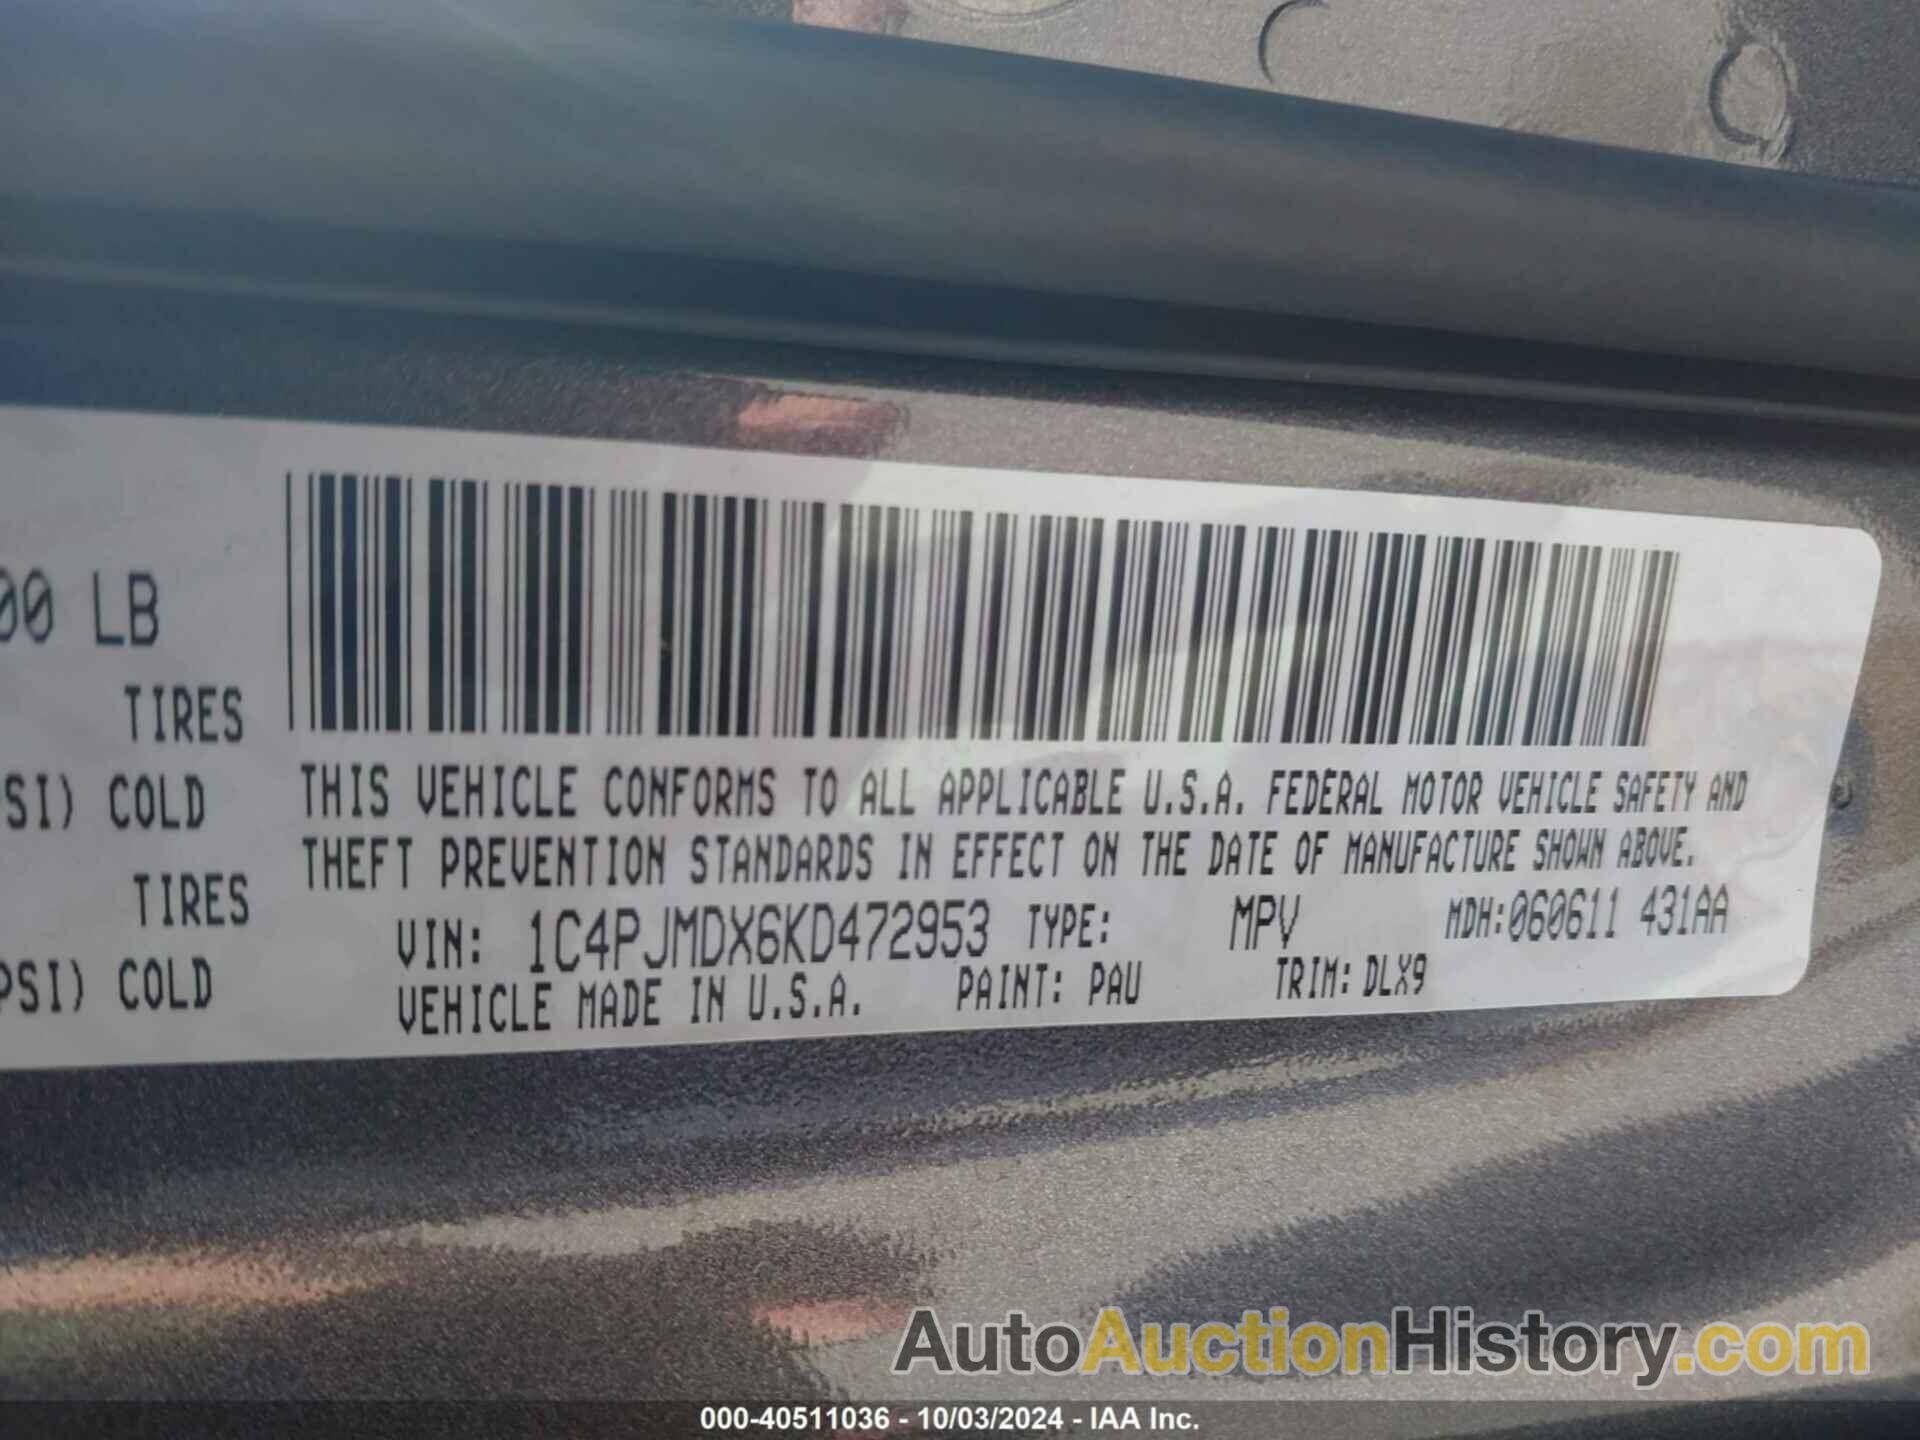 00 LB
TIRES
SI) COLD
TIRES
PSI) COLD
THIS VEHICLE CONFORMS TO ALL APPLICABLE U.S.A. FEDERAL MOTOR VEHICLE SAFETY AND
THEFT PREVENTION STANDARDS IN EFFECT ON THE DATE OF MANUFACTURE SHOWN ABOVE.
VIN: 1C4PJMDX6KD472953 TYPE: MPV MDH:060611 431AA
VEHICLE MADE IN U.S.A. PAINT: PAU TRIM: DLX9
AutoAuctionHistory.com
000-40511036 - 10/03/2024 - IAA Inc.